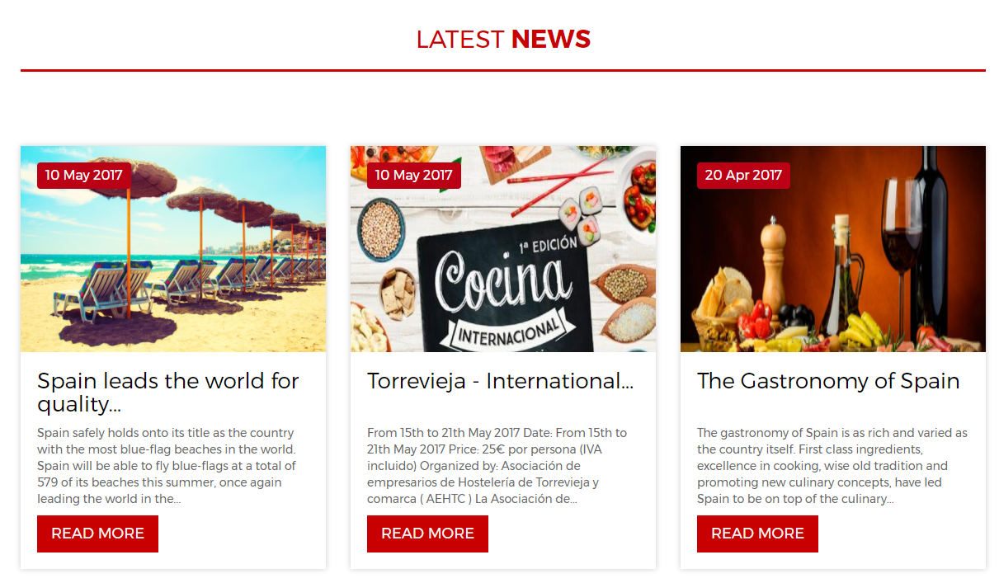 LATEST NEWS
10 May 2017
1ª EDICIÓN
Cocina
INTERNACIONAL
10 May 2017
20 Apr 2017
Spain leads the world for
quality...
Spain safely holds onto its title as the country
with the most blue-flag beaches in the world.
Spain will be able to fly blue-flags at a total of
579 of its beaches this summer, once again
leading the world in the...
READ MORE
Torrevieja - International...
From 15th to 21th May 2017 Date: From 15th to
21th May 2017 Price: 25€ por persona (IVA
incluido) Organized by: Asociación de
empresarios de Hostelería de Torrevieja y
comarca ( AEHTC ) La Asociación de...
READ MORE
The Gastronomy of Spain
The gastronomy of Spain is as rich and varied as
the country itself. First class ingredients,
excellence in cooking, wise old tradition and
promoting new culinary concepts, have led
Spain to be on top of the culinary...
READ MORE